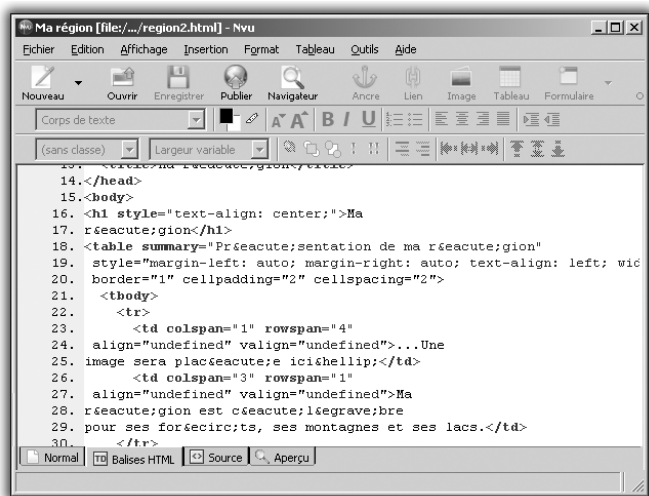 Ma région [file:/.../region2.html] - Nvu
Fichier Edition Affichage Insertion Format Tableau Outils Aide
Nouveau Ouvrir Enregistrer Publier Navigateur Ancre Lien Image Tableau Formulaire
Corps de texte B I U
(sans classe) Largeur variable
13. <title>Ma r&eacute;gion</title>
14.</head>
15.<body>
16. <h1 style="text-align: center;">Ma
17. r&eacute;gion</h1>
18. <table summary="Pr&eacute;sentation de ma r&eacute;gion"
19. style="margin-left: auto; margin-right: auto; text-align: left; wid
20. border="1" cellpadding="2" cellspacing="2">
21. <tbody>
22. <tr>
23. <td colspan="1" rowspan="4"
24. align="undefined" valign="undefined">...Une
25. image sera plac&eacute;e ici&hellip;</td>
26. <td colspan="3" rowspan="1"
27. align="undefined" valign="undefined">Ma
28. r&eacute;gion est c&eacute;l&egrave;bre
29. pour ses for&ecirc;ts, ses montagnes et ses lacs.</td>
30. </tr>
Normal TD Balises HTML Source Aperçu